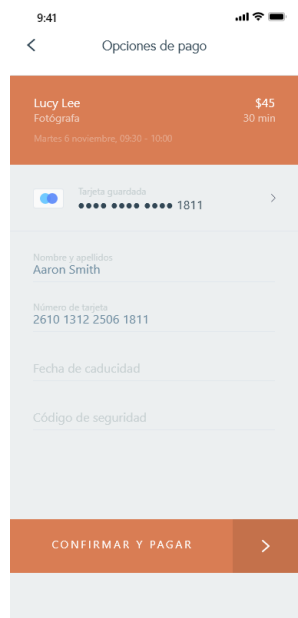 9:41
Opciones de pago
Lucy Lee $45
Fotógrafa 30 min
Martes 6 noviembre, 09:30 - 10:00
Tarjeta guardada
●●●● ●●●● ●●●● 1811
Nombre y apellidos
Aaron Smith
Número de tarjeta
2610 1312 2506 1811
Fecha de caducidad
Código de seguridad
CONFIRMAR Y PAGAR